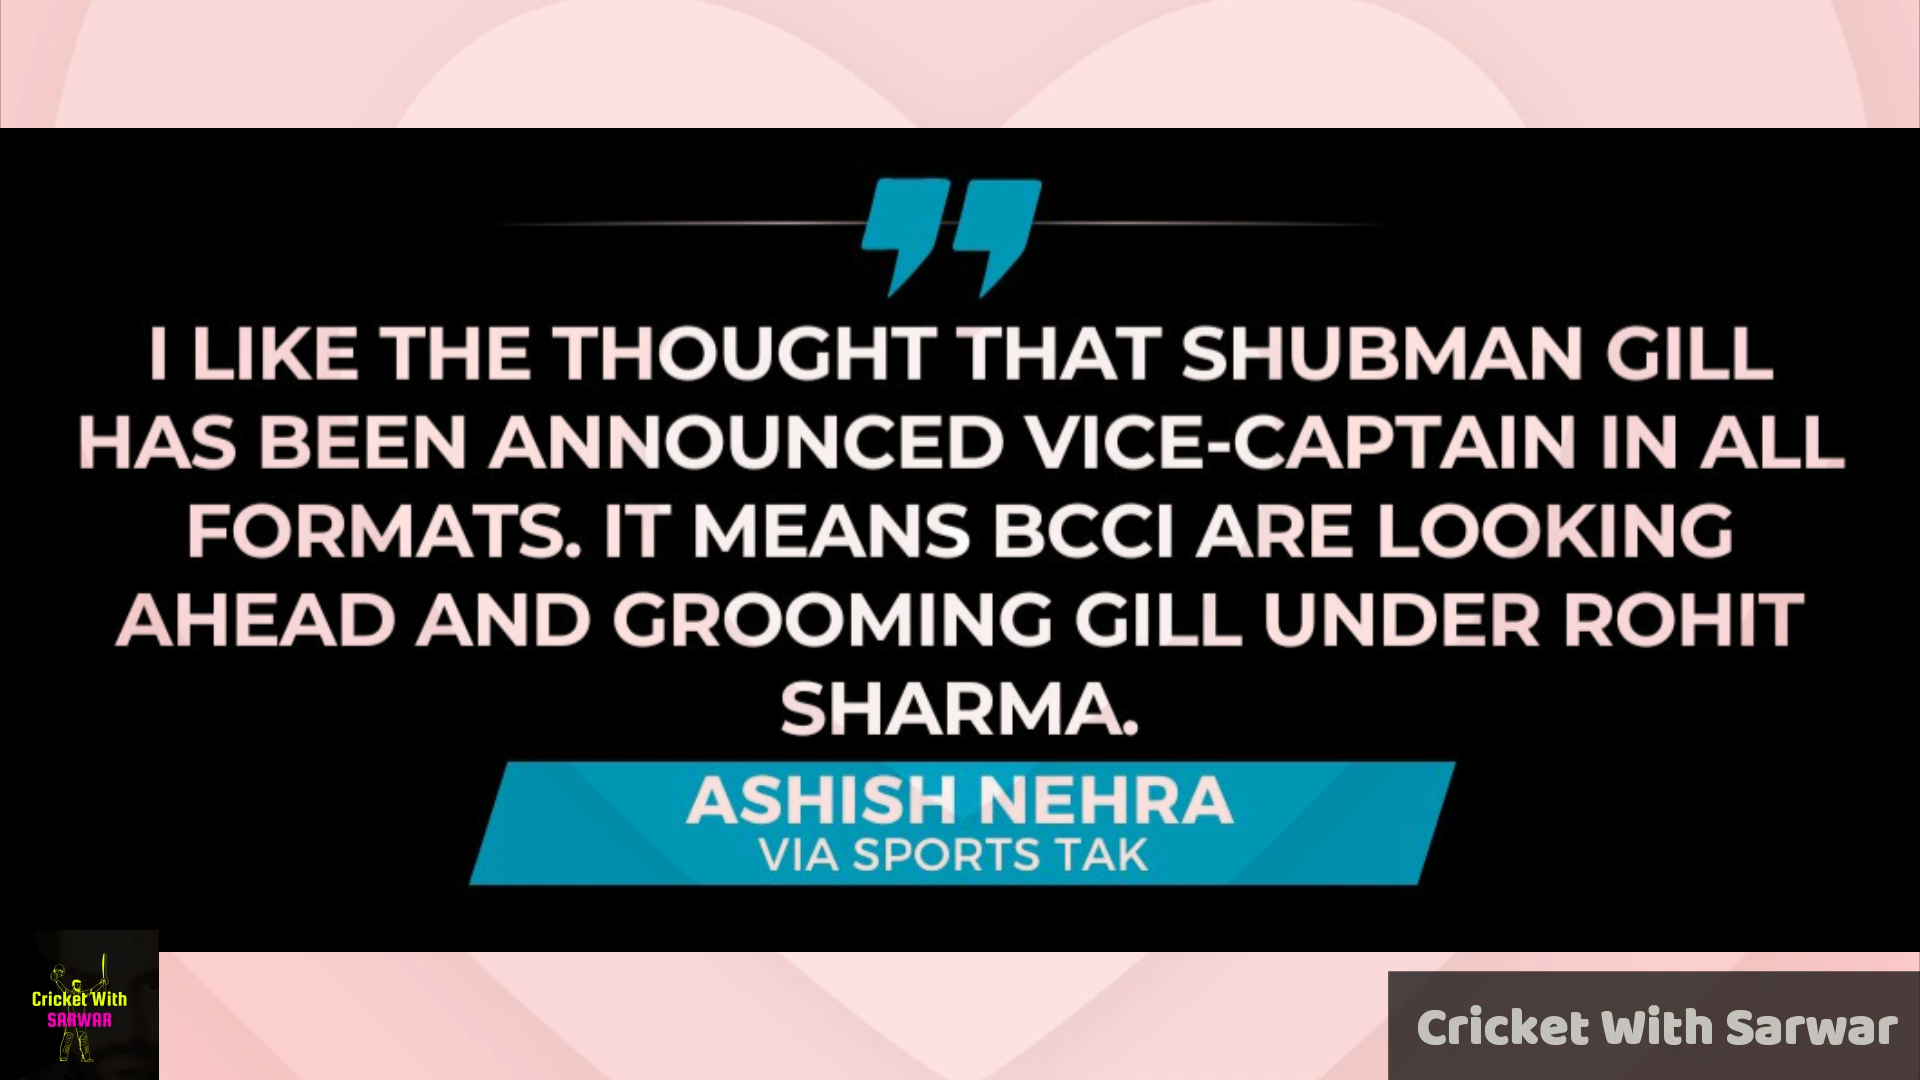 I LIKE THE THOUGHT THAT SHUBMAN GILL
HAS BEEN ANNOUNCED VICE-CAPTAIN IN ALL
FORMATS. IT MEANS BCCI ARE LOOKING
AHEAD AND GROOMING GILL UNDER ROHIT
SHARMA.
ASHISH NEHRA
VIA SPORTS TAK
Cricket With
SARWAR
Cricket With Sarwar